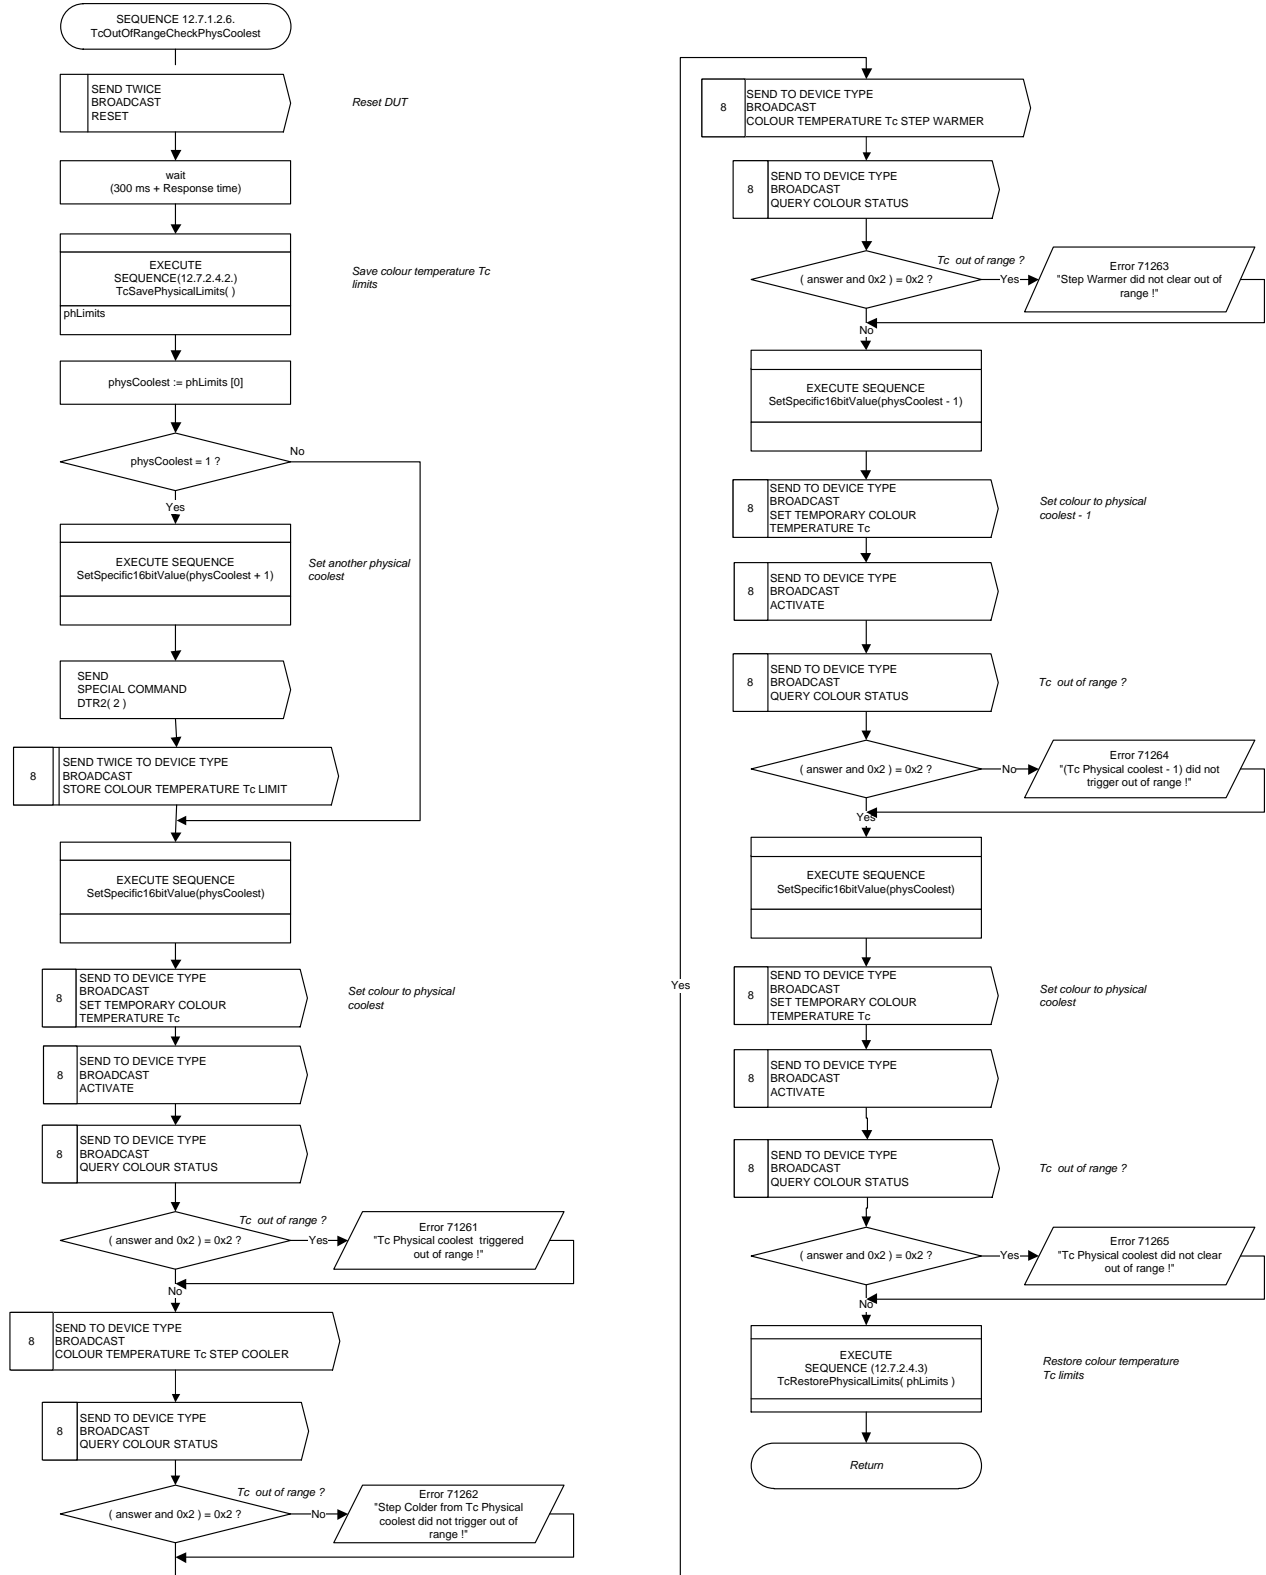 SEQUENCE 12.7.1.2.6.
TcOutOfRangeCheckPhysCoolest
SEND TWICE
BROADCAST
RESET
Reset DUT
wait
(300 ms + Response time)
EXECUTE
SEQUENCE(12.7.2.4.2.)
TcSavePhysicalLimits( )
phLimits
Save colour temperature Tc
limits
physCoolest := phLimits [0]
physCoolest = 1 ?
No
Yes
EXECUTE SEQUENCE
SetSpecific16bitValue(physCoolest + 1)
Set another physical
coolest
SEND
SPECIAL COMMAND
DTR2( 2 )
8
SEND TWICE TO DEVICE TYPE
BROADCAST
STORE COLOUR TEMPERATURE Tc LIMIT
EXECUTE SEQUENCE
SetSpecific16bitValue(physCoolest)
8
SEND TO DEVICE TYPE
BROADCAST
SET TEMPORARY COLOUR
TEMPERATURE Tc
Set colour to physical
coolest
8
SEND TO DEVICE TYPE
BROADCAST
ACTIVATE
8
SEND TO DEVICE TYPE
BROADCAST
QUERY COLOUR STATUS
Tc out of range ?
( answer and 0x2 ) = 0x2 ?
Yes
Error 71261
"Tc Physical coolest triggered
out of range !"
No
8
SEND TO DEVICE TYPE
BROADCAST
COLOUR TEMPERATURE Tc STEP COOLER
8
SEND TO DEVICE TYPE
BROADCAST
QUERY COLOUR STATUS
Tc out of range ?
( answer and 0x2 ) = 0x2 ?
No
Error 71262
"Step Colder from Tc Physical
coolest did not trigger out of
range !"
Yes
8
SEND TO DEVICE TYPE
BROADCAST
COLOUR TEMPERATURE Tc STEP WARMER
8
SEND TO DEVICE TYPE
BROADCAST
QUERY COLOUR STATUS
Tc out of range ?
( answer and 0x2 ) = 0x2 ?
Yes
Error 71263
"Step Warmer did not clear out of
range !"
No
EXECUTE SEQUENCE
SetSpecific16bitValue(physCoolest - 1)
8
SEND TO DEVICE TYPE
BROADCAST
SET TEMPORARY COLOUR
TEMPERATURE Tc
Set colour to physical
coolest - 1
8
SEND TO DEVICE TYPE
BROADCAST
ACTIVATE
8
SEND TO DEVICE TYPE
BROADCAST
QUERY COLOUR STATUS
Tc out of range ?
( answer and 0x2 ) = 0x2 ?
No
Error 71264
"(Tc Physical coolest - 1) did not
trigger out of range !"
Yes
EXECUTE SEQUENCE
SetSpecific16bitValue(physCoolest)
8
SEND TO DEVICE TYPE
BROADCAST
SET TEMPORARY COLOUR
TEMPERATURE Tc
Set colour to physical
coolest
8
SEND TO DEVICE TYPE
BROADCAST
ACTIVATE
8
SEND TO DEVICE TYPE
BROADCAST
QUERY COLOUR STATUS
Tc out of range ?
( answer and 0x2 ) = 0x2 ?
Yes
Error 71265
"Tc Physical coolest did not clear
out of range !"
No
EXECUTE
SEQUENCE (12.7.2.4.3)
TcRestorePhysicalLimits( phLimits )
Restore colour temperature
Tc limits
Return